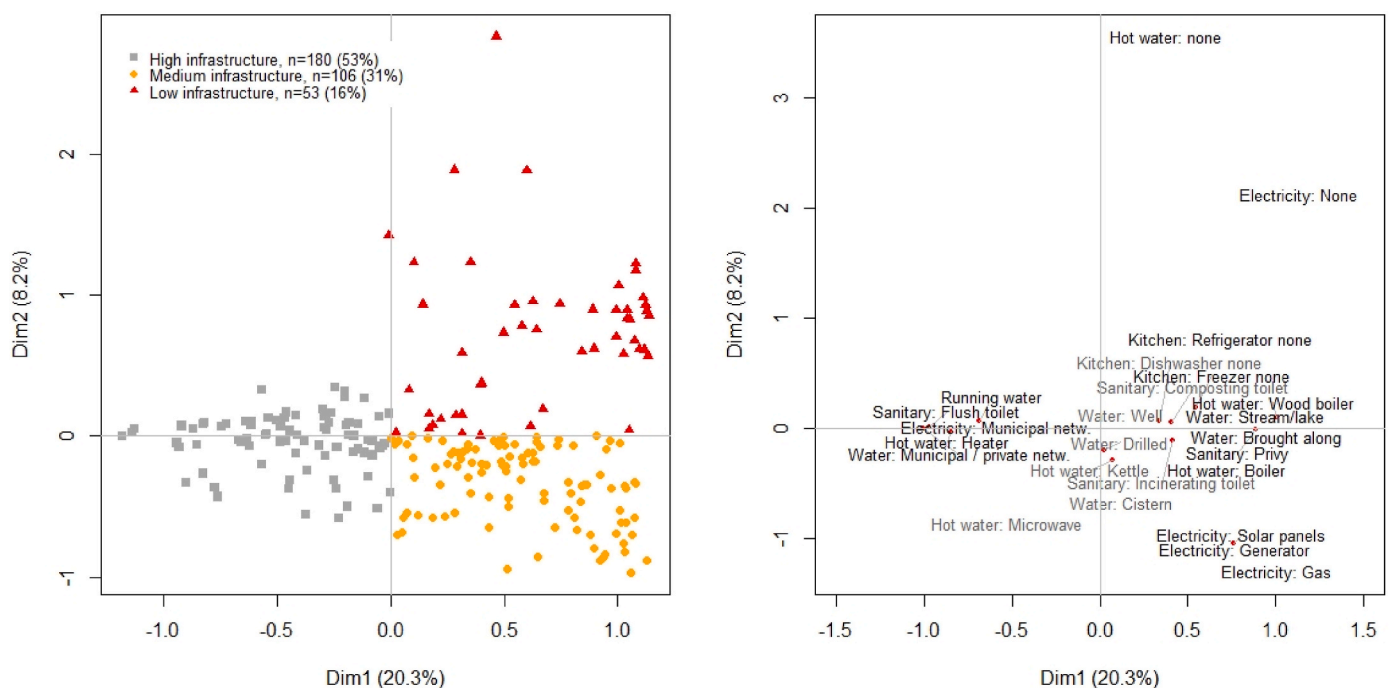 High infrastructure, n=180 (53%)
Medium infrastructure, n=106 (31%)
Low infrastructure, n=53 (16%)
Dim2 (8.2%)
2
1
0
-1
-1.0
-0.5
0.0
0.5
1.0
Dim1 (20.3%)
Hot water: none
Electricity: None
Kitchen: Refrigerator none
Kitchen: Dishwasher none
Kitchen: Freezer none
Sanitary: Composting toilet
Running water
Hot water: Wood boiler
Sanitary: Flush toilet
Water: Well
Water: Stream/lake
Electricity: Municipal netw.
Hot water: Heater
Water: Drilled
Water: Brought along
Water: Municipal / private netw.
Sanitary: Privy
Hot water: Kettle
Hot water: Boiler
Sanitary: Incinerating toilet
Water: Cistern
Hot water: Microwave
Electricity: Solar panels
Electricity: Generator
Electricity: Gas
Dim2 (8.2%)
3
2
1
0
-1
-1.5
-1.0
-0.5
0.0
0.5
1.0
1.5
Dim1 (20.3%)